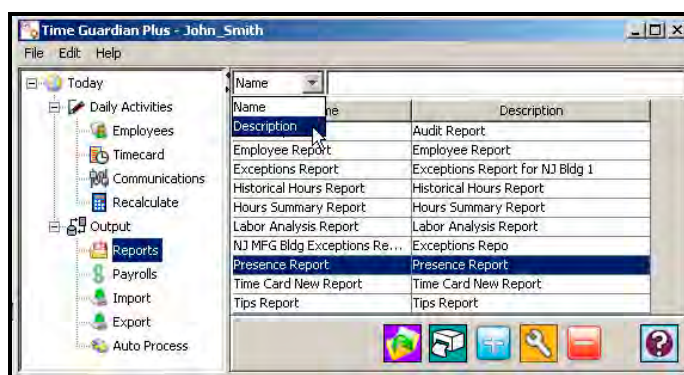 Time Guardian Plus - John_Smith
File Edit Help
Today
Daily Activities
Employees
Timecard
Communications
Recalculate
Output
Reports
Payrolls
Import
Export
Auto Process
Name
Name
Description
me Description
Audit Report
Employee Report Employee Report
Exceptions Report Exceptions Report for NJ Bldg 1
Historical Hours Report Historical Hours Report
Hours Summary Report Hours Summary Report
Labor Analysis Report Labor Analysis Report
NJ MFG Bldg Exceptions Re... Exceptions Repo
Presence Report Presence Report
Time Card New Report Time Card New Report
Tips Report Tips Report